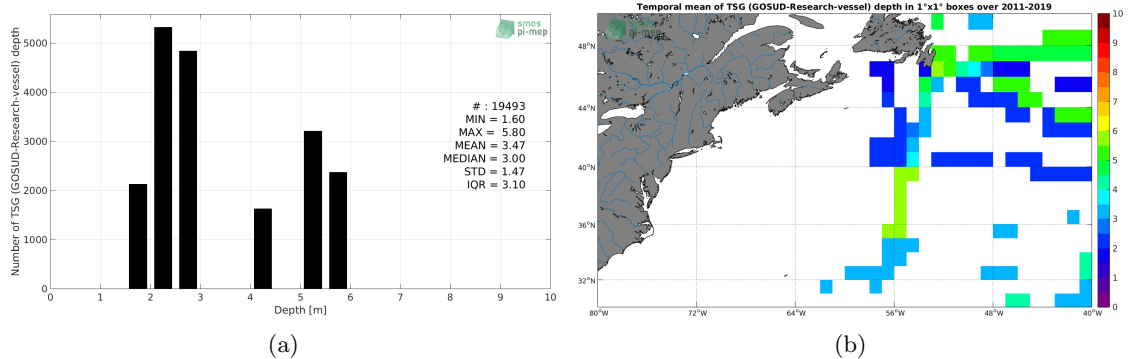 Number of TSG (GOSUD-Research-vessel) depth
5000
4000
3000
2000
1000
0
0 1 2 3 4 5 6 7 8 9 10
Depth [m]
smos
pi-mep
# : 19493
MIN = 1.60
MAX = 5.80
MEAN = 3.47
MEDIAN = 3.00
STD = 1.47
IQR = 3.10
(a)
Temporal mean of TSG (GOSUD-Research-vessel) depth in 1°x1° boxes over 2011-2019
smos
pi-mep
48°N
44°N
40°N
36°N
32°N
80°W 72°W 64°W 56°W 48°W 40°W
10
9
8
7
6
5
4
3
2
1
0
(b)